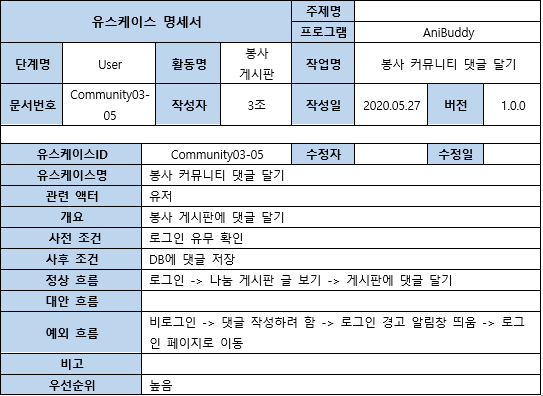 유스케이스 명세서
주제명
프로그램 AniBuddy
단계명 User 활동명 봉사
게시판 작업명 봉사 커뮤니티 댓글 달기
문서번호 Community03-
05 작성자 3조 작성일 2020.05.27 버전 1.0.0
유스케이스ID Community03-05 수정자 수정일
유스케이스명 봉사 커뮤니티 댓글 달기
관련 액터 유저
개요 봉사 게시판에 댓글 달기
사전 조건 로그인 유무 확인
사후 조건 DB에 댓글 저장
정상 흐름 로그인 -> 나눔 게시판 글 보기 -> 게시판에 댓글 달기
대안 흐름
예외 흐름 비로그인 -> 댓글 작성하려 함 -> 로그인 경고 알림창 띄움 -> 로그
인 페이지로 이동
비고
우선순위 높음